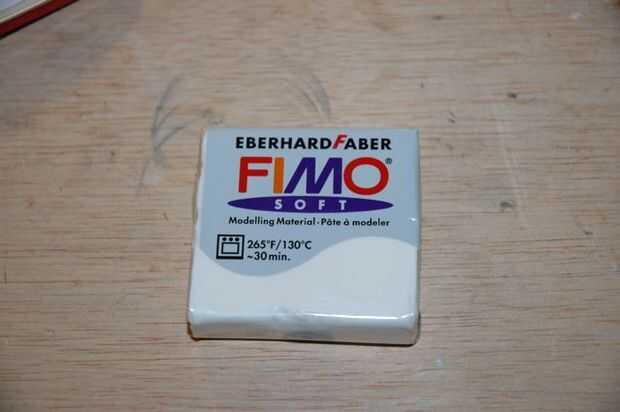 EBERHARDFABER
FIMO®
SOFT
Modelling Material · Pâte à modeler
265°F/130°C
~30 min.